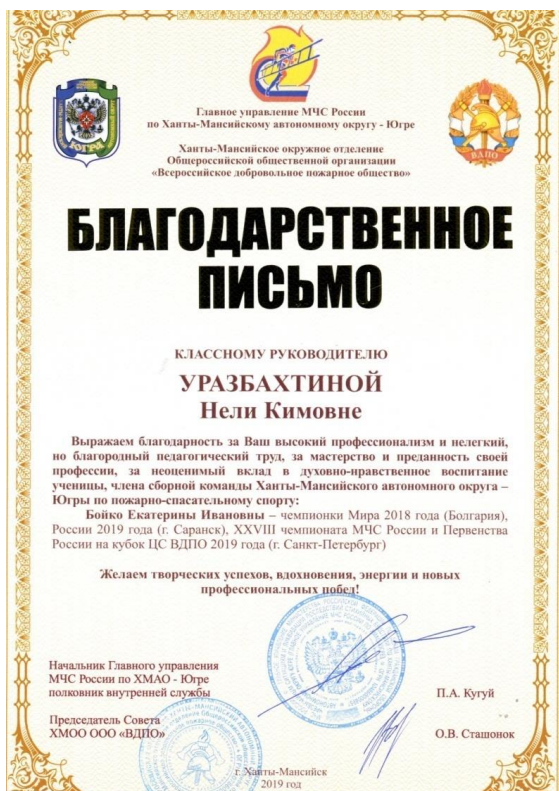 Главное управление МЧС России
по Ханты-Мансийскому автономному округу - Югре
Ханты-Мансийское окружное отделение
Общероссийской общественной организации
«Всероссийское добровольное пожарное общество»
ЮГРА
ВДПО
БЛАГОДАРСТВЕННОЕ
ПИСЬМО
КЛАССНОМУ РУКОВОДИТЕЛЮ
УРАЗБАХТИНОЙ
Нели Кимовне
Выражаем благодарность за Ваш высокий профессионализм и нелегкий,
но благородный педагогический труд, за мастерство и преданность своей
профессии, за неоценимый вклад в духовно-нравственное воспитание
ученицы, члена сборной команды Ханты-Мансийского автономного округа –
Югры по пожарно-спасательному спорту:
Бойко Екатерины Ивановны – чемпионки Мира 2018 года (Болгария),
России 2019 года (г. Саранск), XXVIII чемпионата МЧС России и Первенства
России на кубок ЦС ВДПО 2019 года (г. Санкт-Петербург)
Желаем творческих успехов, вдохновения, энергии и новых
профессиональных побед!
Начальник Главного управления
МЧС России по ХМАО - Югре
полковник внутренней службы
П.А. Кугуй
Председатель Совета
ХМОО ООО «ВДПО»
О.В. Сташонок
г. Ханты-Мансийск
2019 год